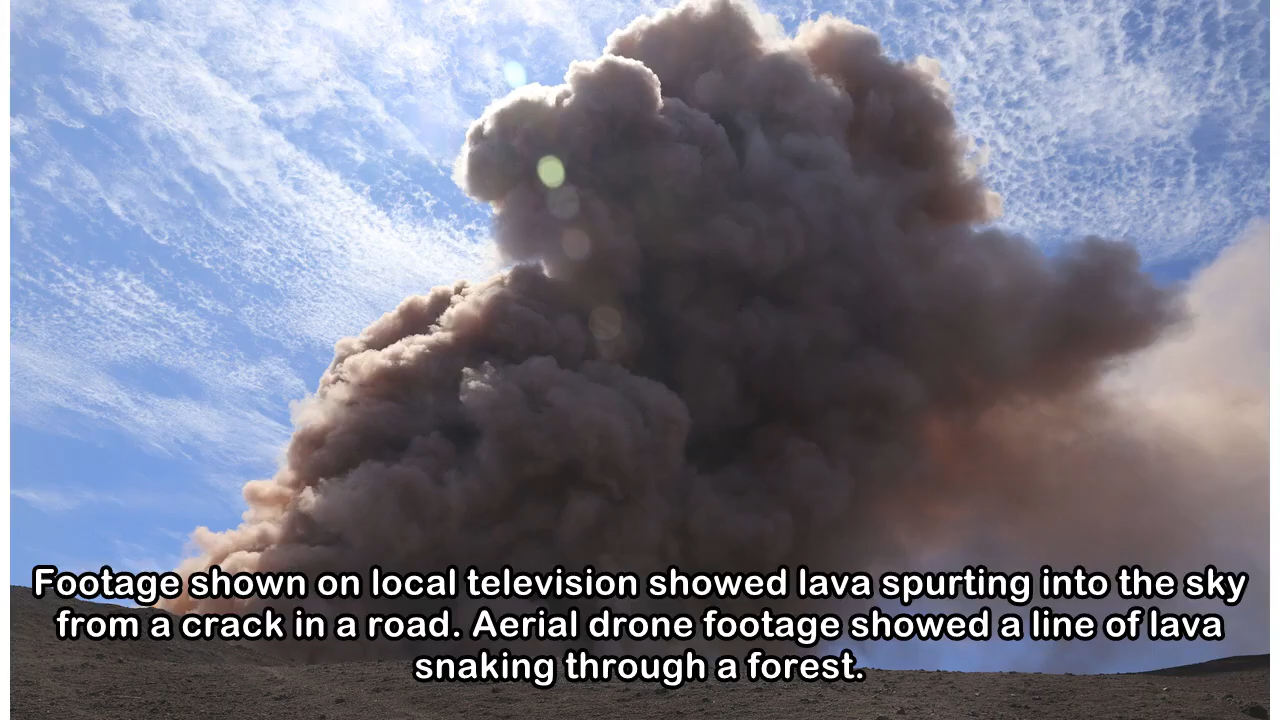 Footage shown on local television showed lava spurting into the sky
from a crack in a road. Aerial drone footage showed a line of lava
snaking through a forest.